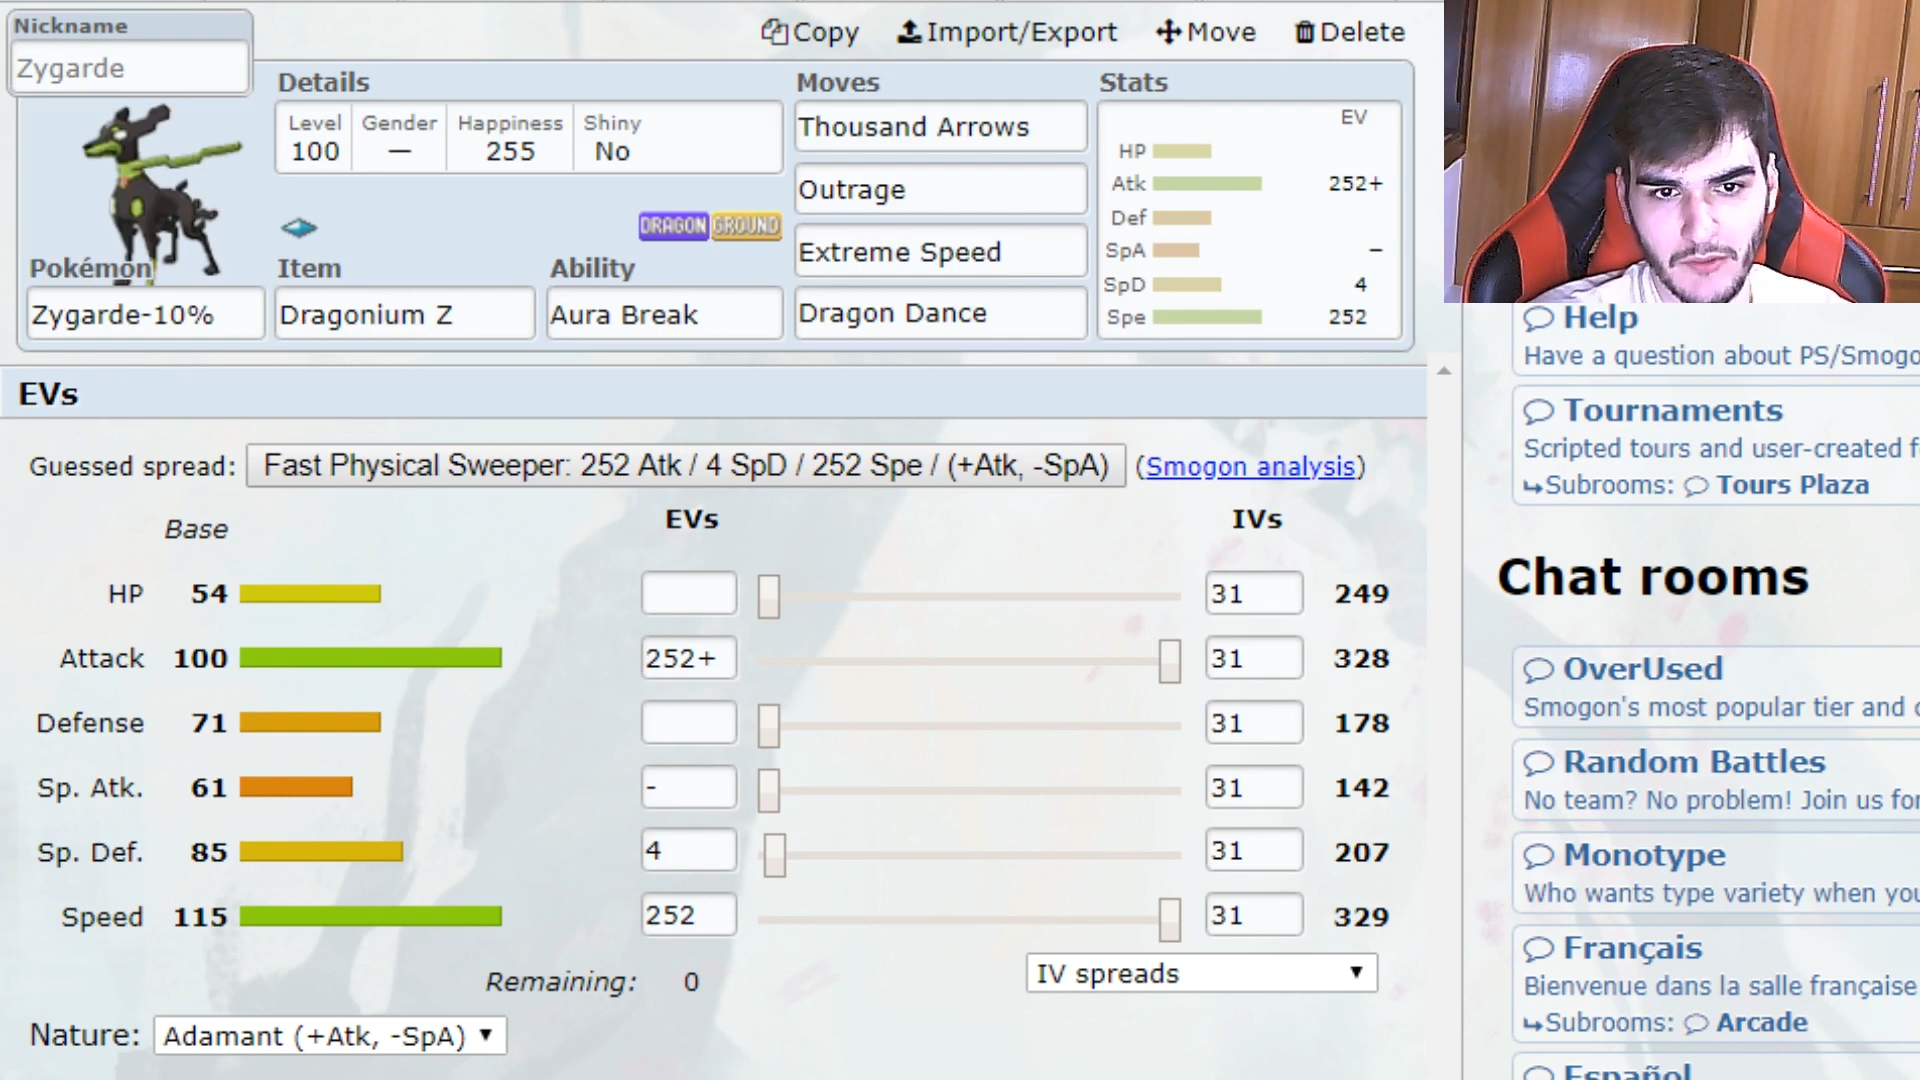 Nickname
Zygarde
Copy
Import/Export
Move
Delete
Details
Level
100
Gender
—
Happiness
255
Shiny
No
DRAGON
GROUND
Pokémon
Zygarde-10%
Item
Dragonium Z
Ability
Aura Break
Moves
Thousand Arrows
Outrage
Extreme Speed
Dragon Dance
Stats
EV
HP
Atk 252+
Def
SpA –
SpD 4
Spe 252
EVs
Guessed spread: Fast Physical Sweeper: 252 Atk / 4 SpD / 252 Spe / (+Atk, -SpA) (Smogon analysis)
Base EVs IVs
HP 54 31 249
Attack 100 252+ 31 328
Defense 71 31 178
Sp. Atk. 61 - 31 142
Sp. Def. 85 4 31 207
Speed 115 252 31 329
Remaining: 0
IV spreads
Nature: Adamant (+Atk, -SpA)
Help
Have a question about PS/Smogo
Tournaments
Scripted tours and user-created f
↳Subrooms: Tours Plaza
Chat rooms
OverUsed
Smogon's most popular tier and c
Random Battles
No team? No problem! Join us for
Monotype
Who wants type variety when you
Français
Bienvenue dans la salle française
↳Subrooms: Arcade
Español